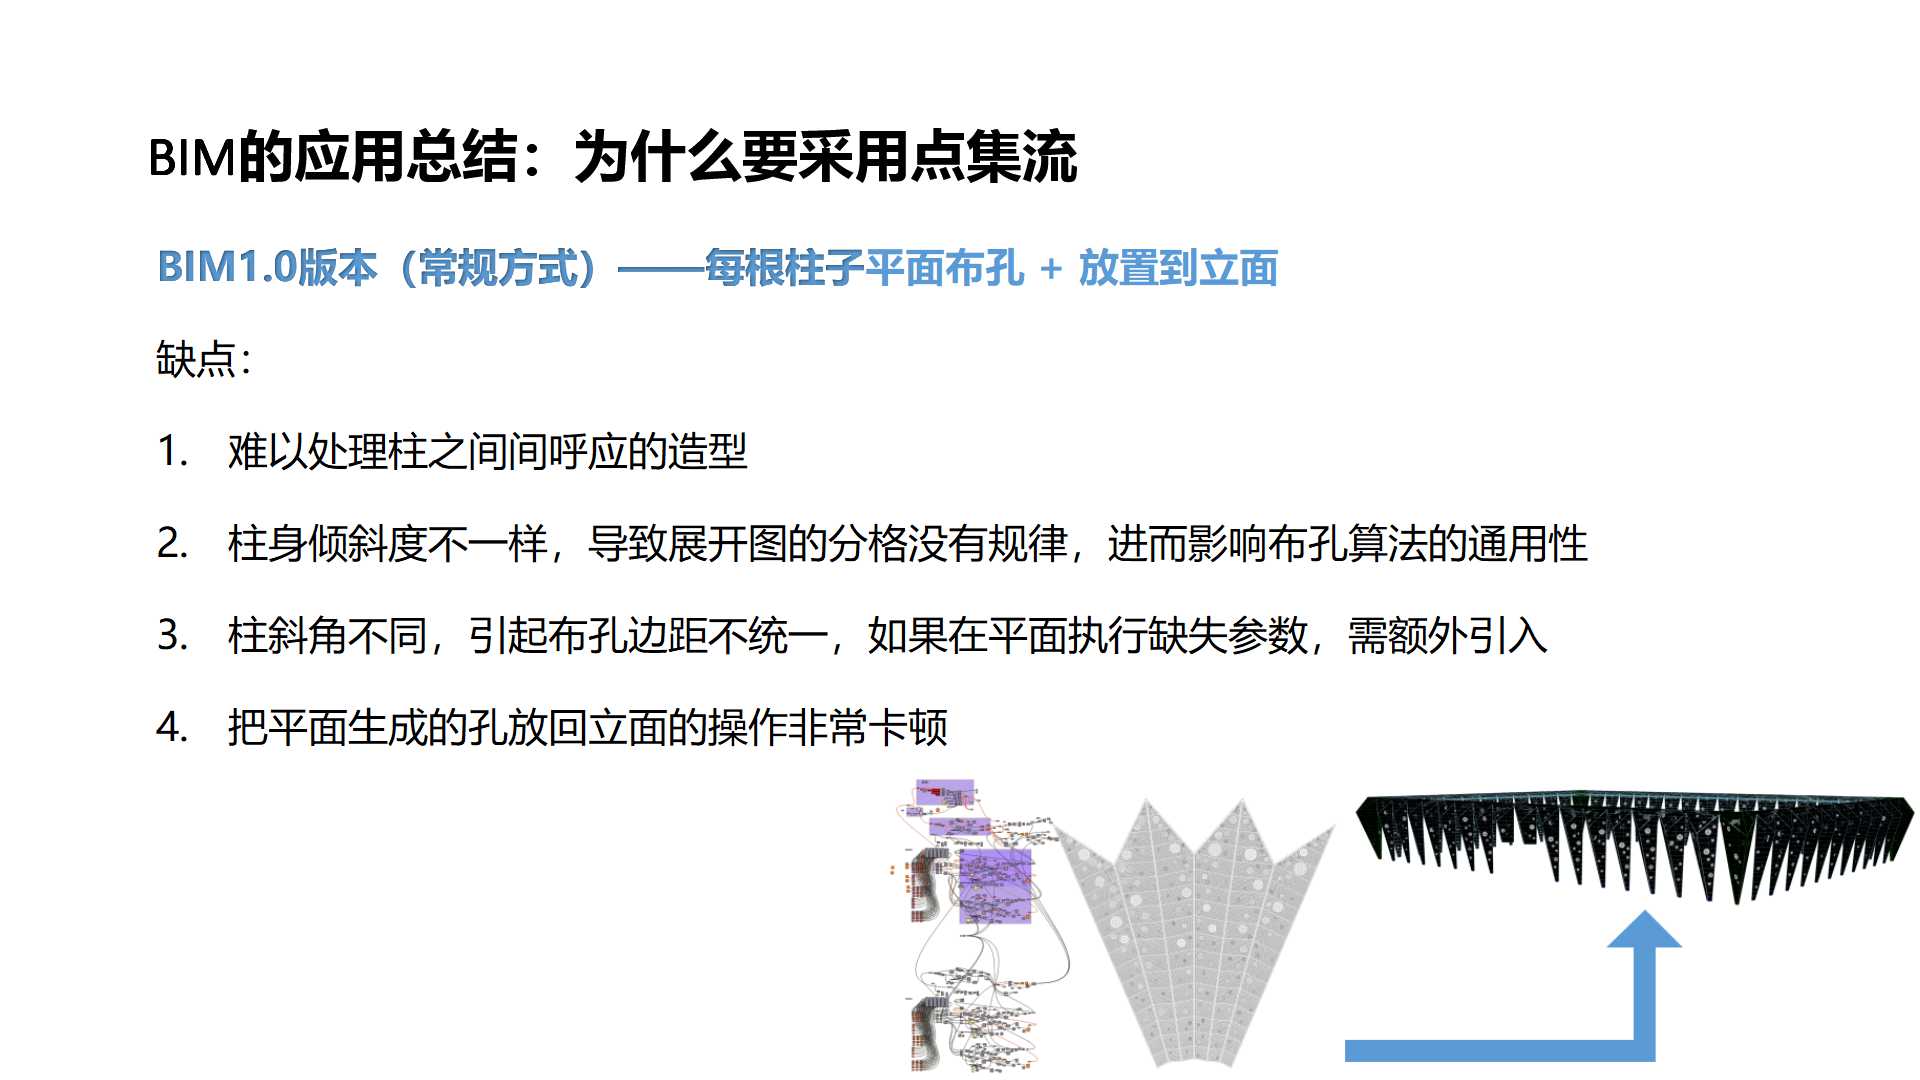 BIM的应用总结：为什么要采用点集流
BIM1.0版本（常规方式）——每根柱子平面布孔 + 放置到立面
缺点：
1. 难以处理柱之间间呼应的造型
2. 柱身倾斜度不一样，导致展开图的分格没有规律，进而影响布孔算法的通用性
3. 柱斜角不同，引起布孔边距不统一，如果在平面执行缺失参数，需额外引入
4. 把平面生成的孔放回立面的操作非常卡顿